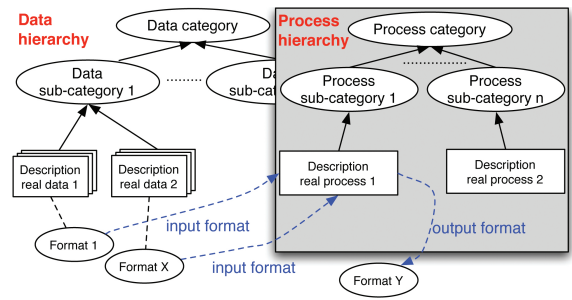 Data
hierarchy
Data category
Data
sub-category 1
Da
sub-ca
Description
real data 1
Description
real data 2
Format 1
Format X
input format
input format
Process
hierarchy
Process category
Process
sub-category 1
Process
sub-category n
Description
real process 1
Description
real process 2
output format
Format Y